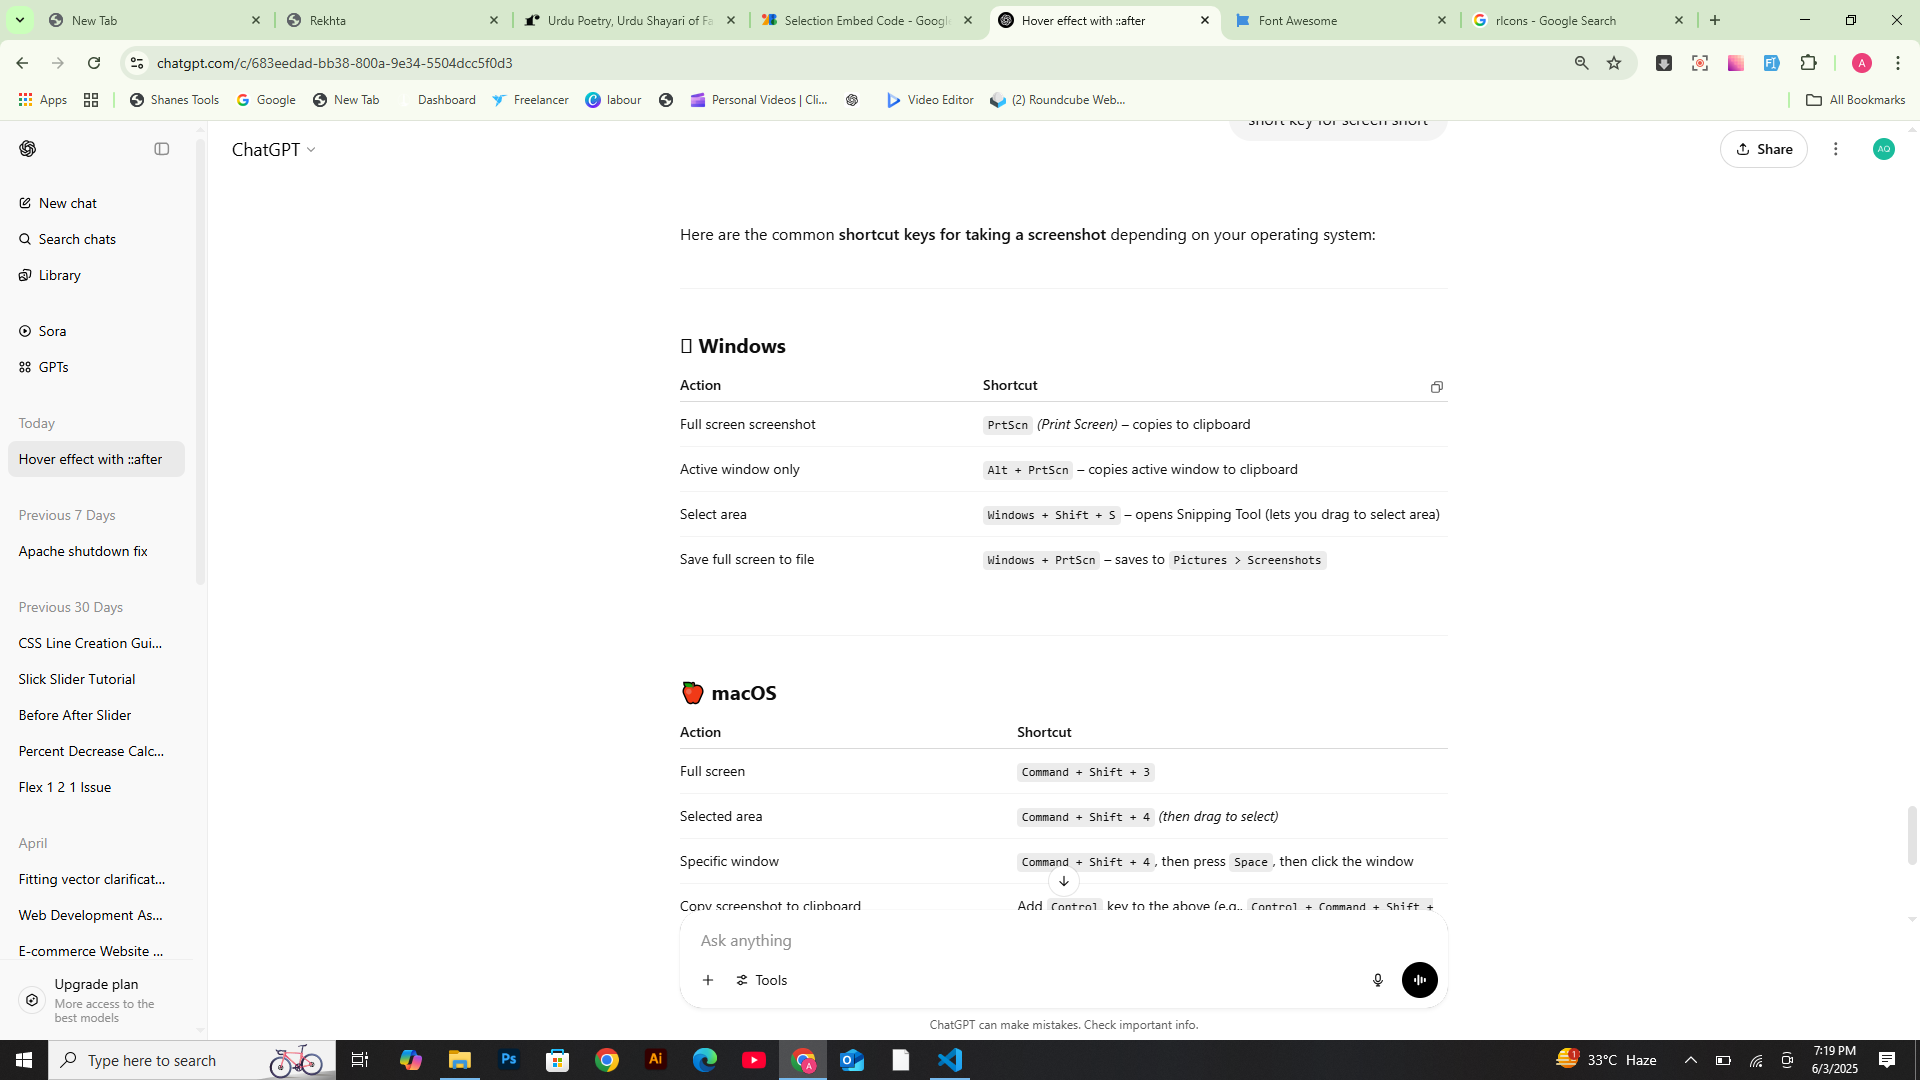 New Tab
Rekhta
Urdu Poetry, Urdu Shayari of Fa
Selection Embed Code - Google
Hover effect with ::after
Font Awesome
rIcons - Google Search
chatgpt.com/c/683eedad-bb38-800a-9e34-5504dcc5f0d3
A
Apps
Shanes Tools
Google
New Tab
Dashboard
Freelancer
labour
Personal Videos | Cli...
Video Editor
(2) Roundcube Web...
All Bookmarks
short key for screen short
ChatGPT
Share
AQ
New chat
Search chats
Library
Sora
GPTs
Today
Hover effect with ::after
Previous 7 Days
Apache shutdown fix
Previous 30 Days
CSS Line Creation Gui...
Slick Slider Tutorial
Before After Slider
Percent Decrease Calc...
Flex 1 2 1 Issue
April
Fitting vector clarificat...
Web Development As...
E-commerce Website ...
Upgrade plan
More access to the
best models
Here are the common shortcut keys for taking a screenshot depending on your operating system:
Windows
Action Shortcut
Full screen screenshot PrtScn (Print Screen) – copies to clipboard
Active window only Alt + PrtScn – copies active window to clipboard
Select area Windows + Shift + S – opens Snipping Tool (lets you drag to select area)
Save full screen to file Windows + PrtScn – saves to Pictures > Screenshots
macOS
Action Shortcut
Full screen Command + Shift + 3
Selected area Command + Shift + 4 (then drag to select)
Specific window Command + Shift + 4, then press Space, then click the window
Copy screenshot to clipboard Add Control key to the above (e.g., Control + Command + Shift +
Ask anything
Tools
ChatGPT can make mistakes. Check important info.
Type here to search
Ps
Ai
A
1
33°C Haze
7:19 PM
6/3/2025